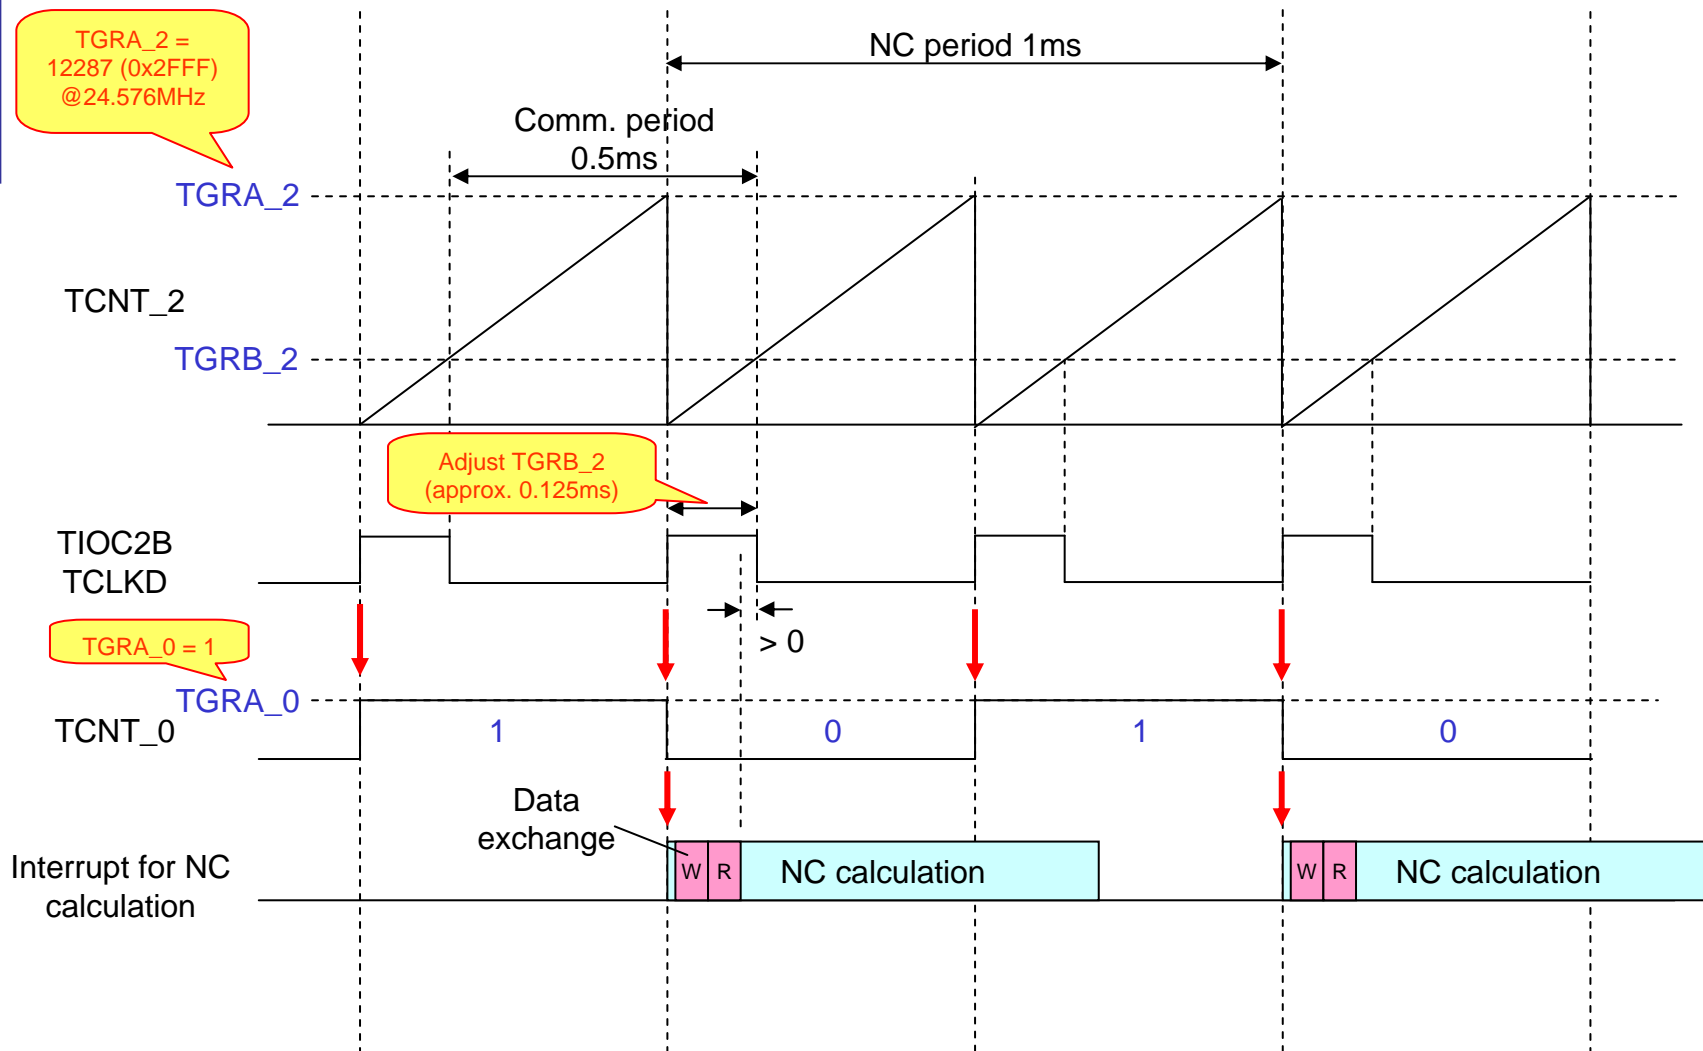 TGRA_2 =
12287 (0x2FFF)
@24.576MHz
NC period 1ms
Comm. period
0.5ms
TGRA_2
TCNT_2
TGRB_2
Adjust TGRB_2
(approx. 0.125ms)
TIOC2B
TCLKD
> 0
TGRA_0 = 1
TGRA_0
TCNT_0
1
0
1
0
Data
exchange
Interrupt for NC
calculation
W R NC calculation
W R NC calculation